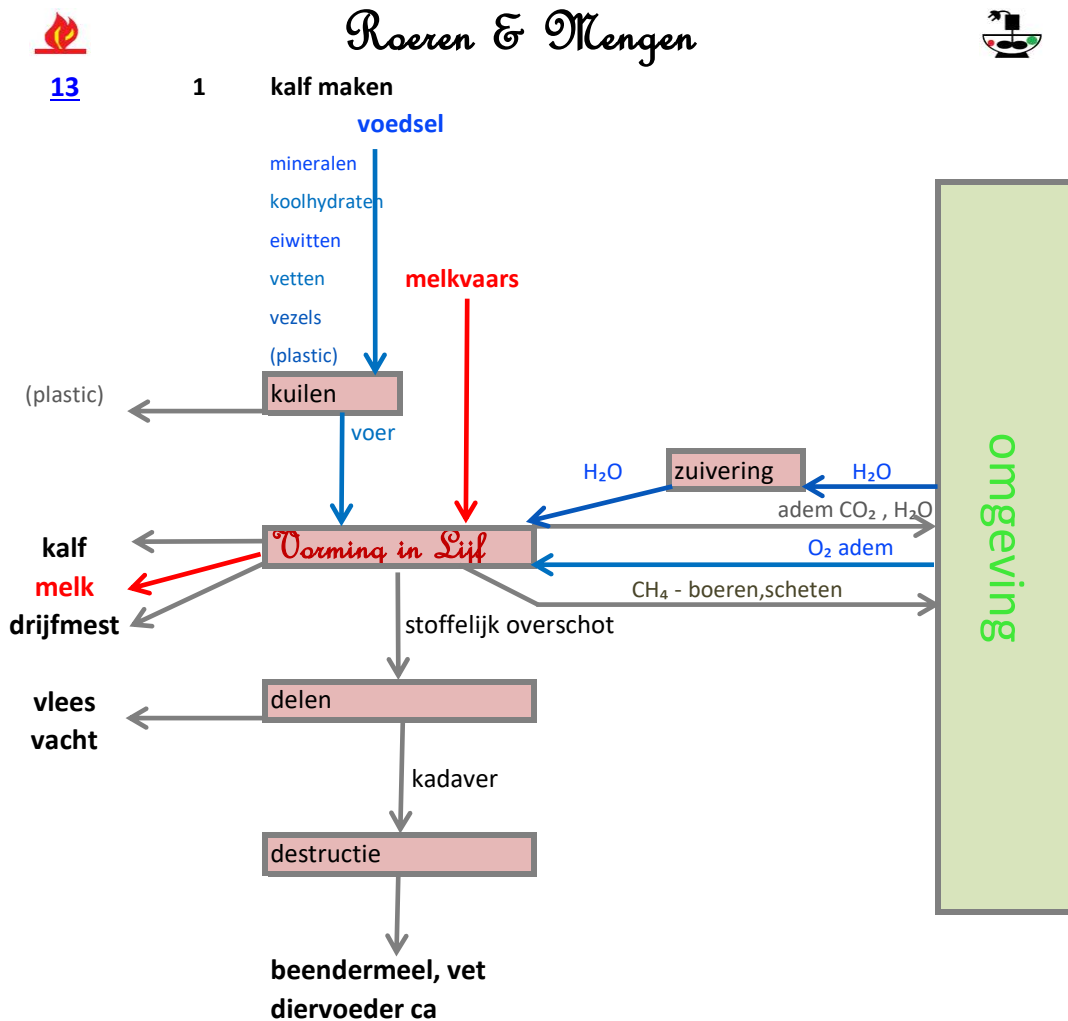 Roeren & Mengen
13 1 kalf maken
voedsel
mineralen
koolhydraten
eiwitten
vetten
melkvaars
vezels
(plastic)
(plastic)
kuilen
voer
H₂O
zuivering
H₂O
adem CO₂ , H₂O
kalf
Vorming in Lijf
O₂ adem
melk
CH₄ - boeren,scheten
drijfmest
stoffelijk overschot
omgeving
vlees
vacht
delen
kadaver
destructie
beendermeel, vet
diervoeder ca